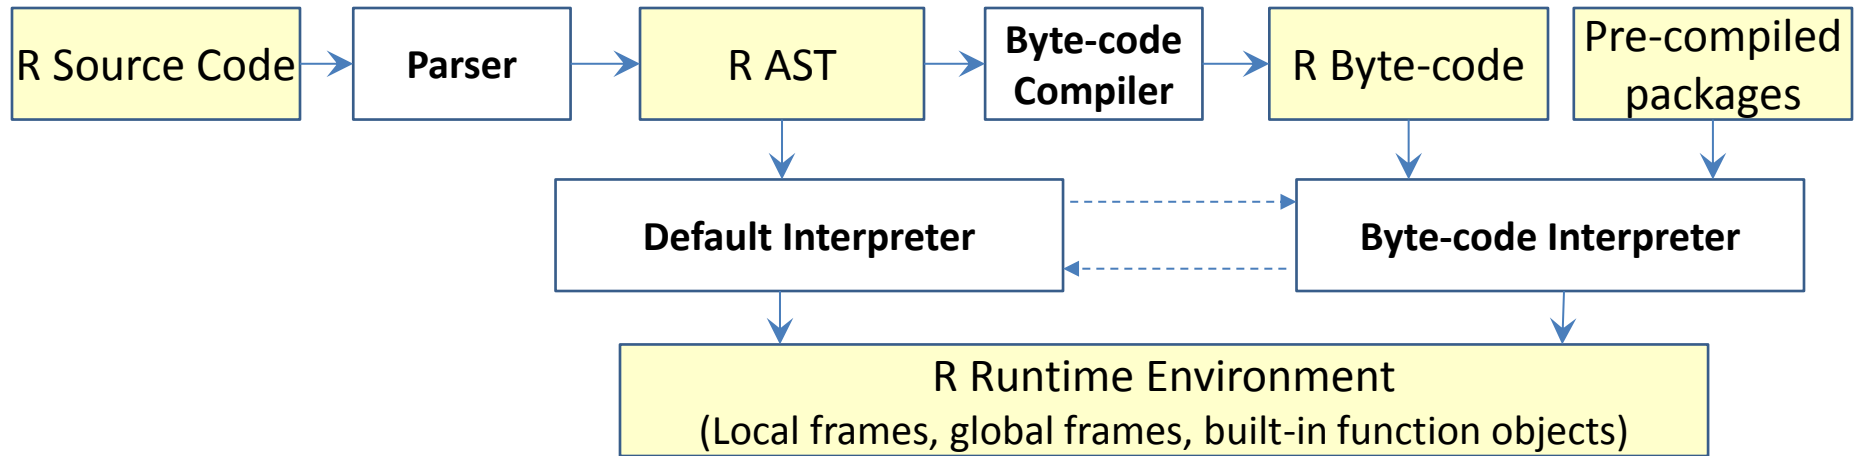 R Source Code
Parser
R AST
Byte-code
Compiler
R Byte-code
Pre-compiled
packages
Default Interpreter
Byte-code Interpreter
R Runtime Environment
(Local frames, global frames, built-in function objects)